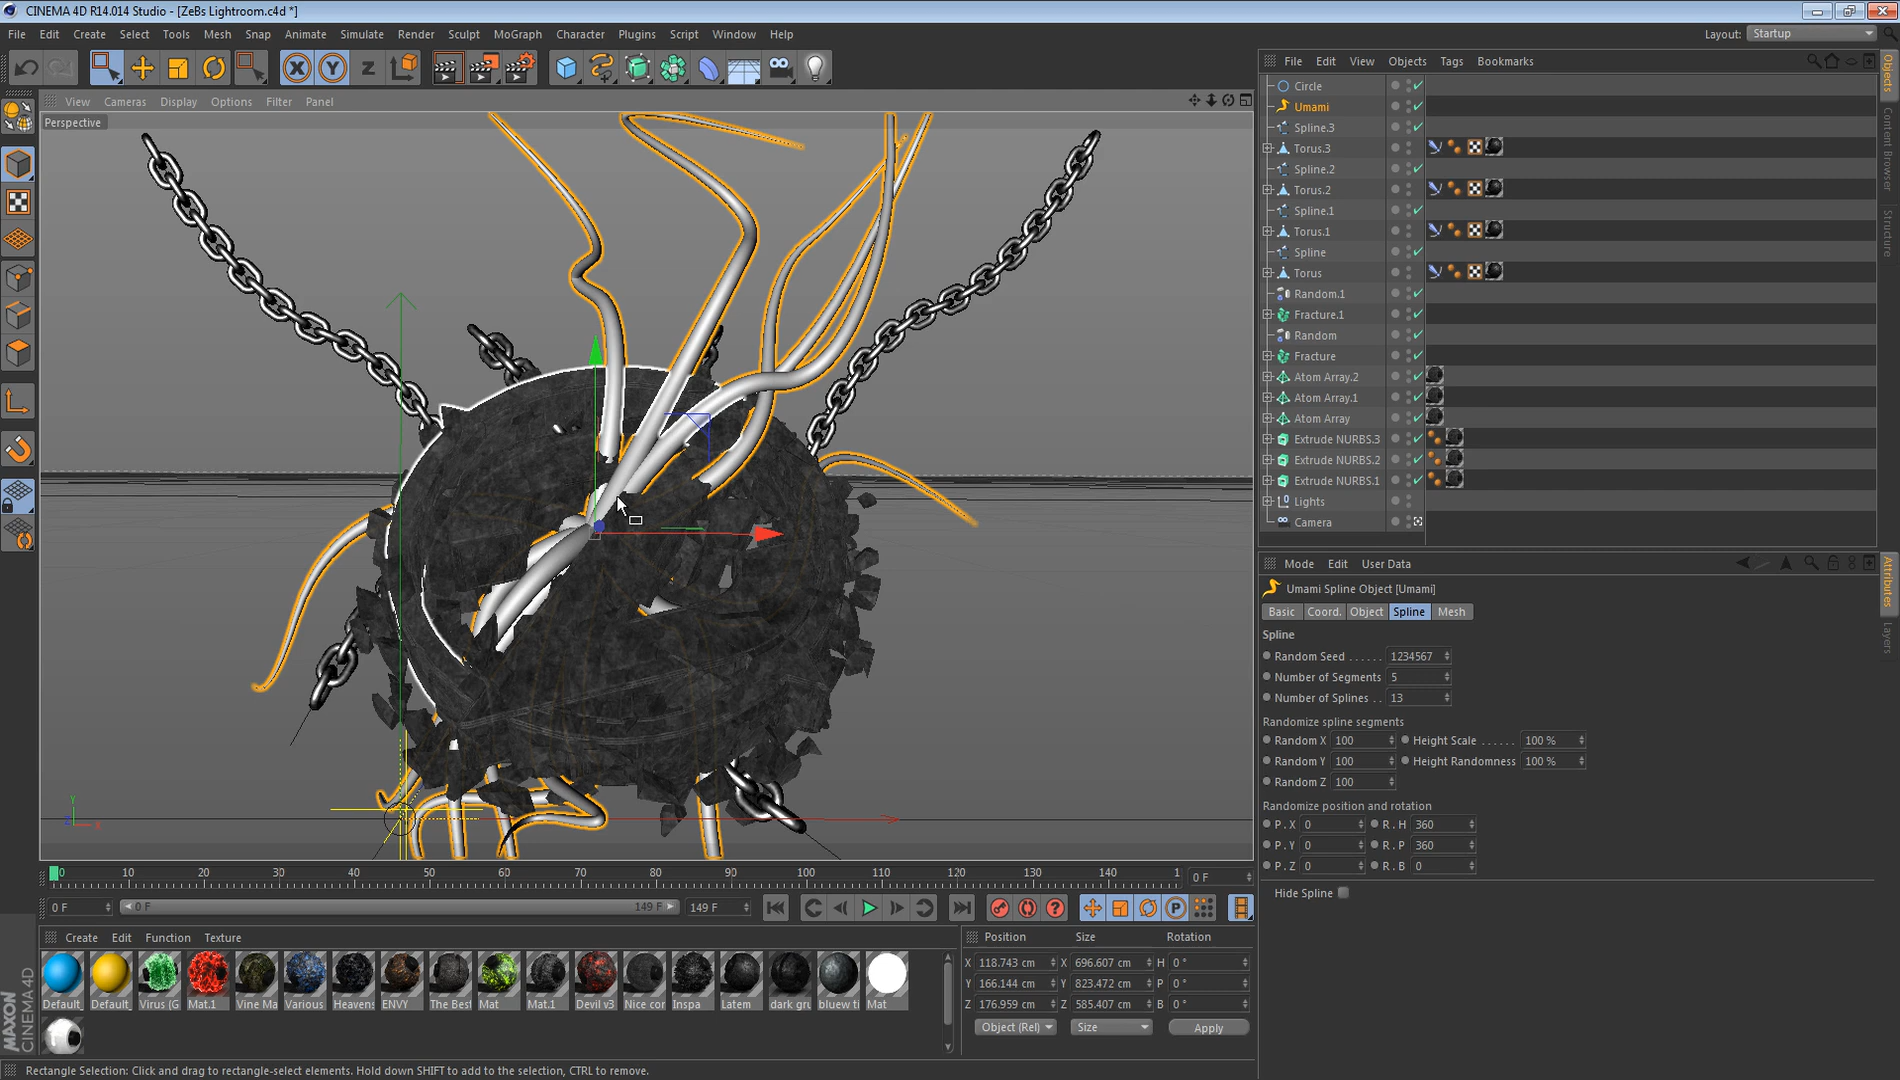 CINEMA 4D R14.014 Studio - [ZeBs Lightroom.c4d *]
File Edit Create Select Tools Mesh Snap Animate Simulate Render Sculpt MoGraph Character Plugins Script Window Help
Layout: Startup
X Y Z
View Cameras Display Options Filter Panel
Perspective
File Edit View Objects Tags Bookmarks
Circle
Umami
Spline.3
Torus.3
Spline.2
Torus.2
Spline.1
Torus.1
Spline
Torus
Random.1
Fracture.1
Random
Fracture
Atom Array.2
Atom Array.1
Atom Array
Extrude NURBS.3
Extrude NURBS.2
Extrude NURBS.1
Lights
Camera
Objects
Content Browser
Structure
Mode Edit User Data
Umami Spline Object [Umami]
Basic Coord. Object Spline Mesh
Spline
Random Seed ...... 1234567
Number of Segments 5
Number of Splines .. 13
Randomize spline segments
Random X 100 Height Scale ...... 100 %
Random Y 100 Height Randomness 100 %
Random Z 100
Randomize position and rotation
P . X 0 R . H 360
P . Y 0 R . P 360
P . Z 0 R . B 0
Hide Spline
Attributes
Layers
0 10 20 30 40 50 60 70 80 90 100 110 120 130 140 1 0 F
0 F 0 F 149 F 149 F
Create Edit Function Texture
Default_ Default_ Virus (G Mat.1 Vine Ma Various Heavens ENVY The Best Mat Mat.1 Devil v3 Nice cor Inspa Latem dark gru bluew ti Mat
Position Size Rotation
X 118.743 cm X 696.607 cm H 0 °
Y 166.144 cm Y 823.472 cm P 0 °
Z 176.959 cm Z 585.407 cm B 0 °
Object (Rel) Size Apply
MAXON
CINEMA 4D
Rectangle Selection: Click and drag to rectangle-select elements. Hold down SHIFT to add to the selection, CTRL to remove.